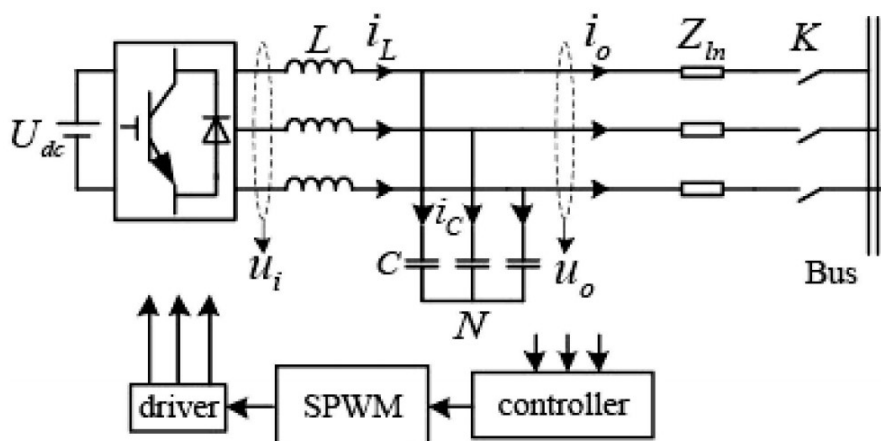 L i_L i_o Z_ln K
U_dc
i_C
u_i C u_o
Bus
N
driver SPWM controller